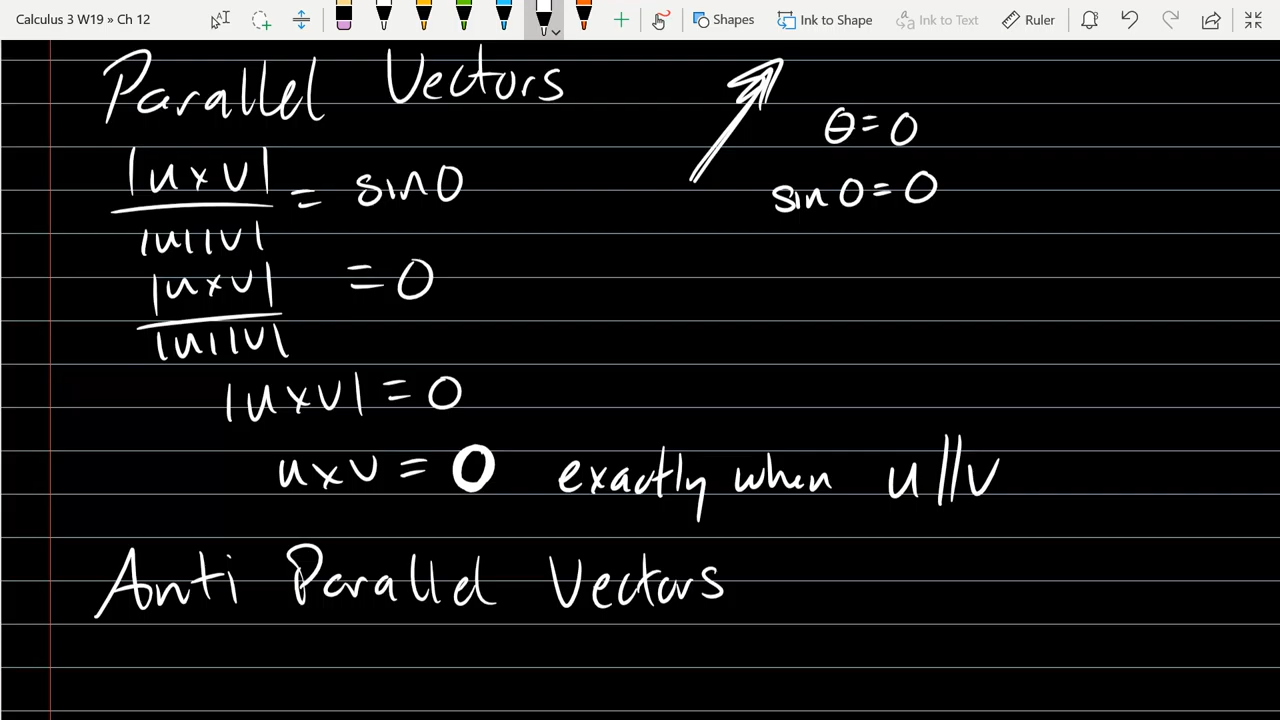 Calculus 3 W19 » Ch 12
Shapes
Ink to Shape
Ink to Text
Ruler
Parallel Vectors
θ = 0
|u×v| / |u||v| = sin 0
sin 0 = 0
|u×v| / |u||v| = 0
|u×v| = 0
u×v = 0 exactly when u ∥ v
Anti Parallel Vectors